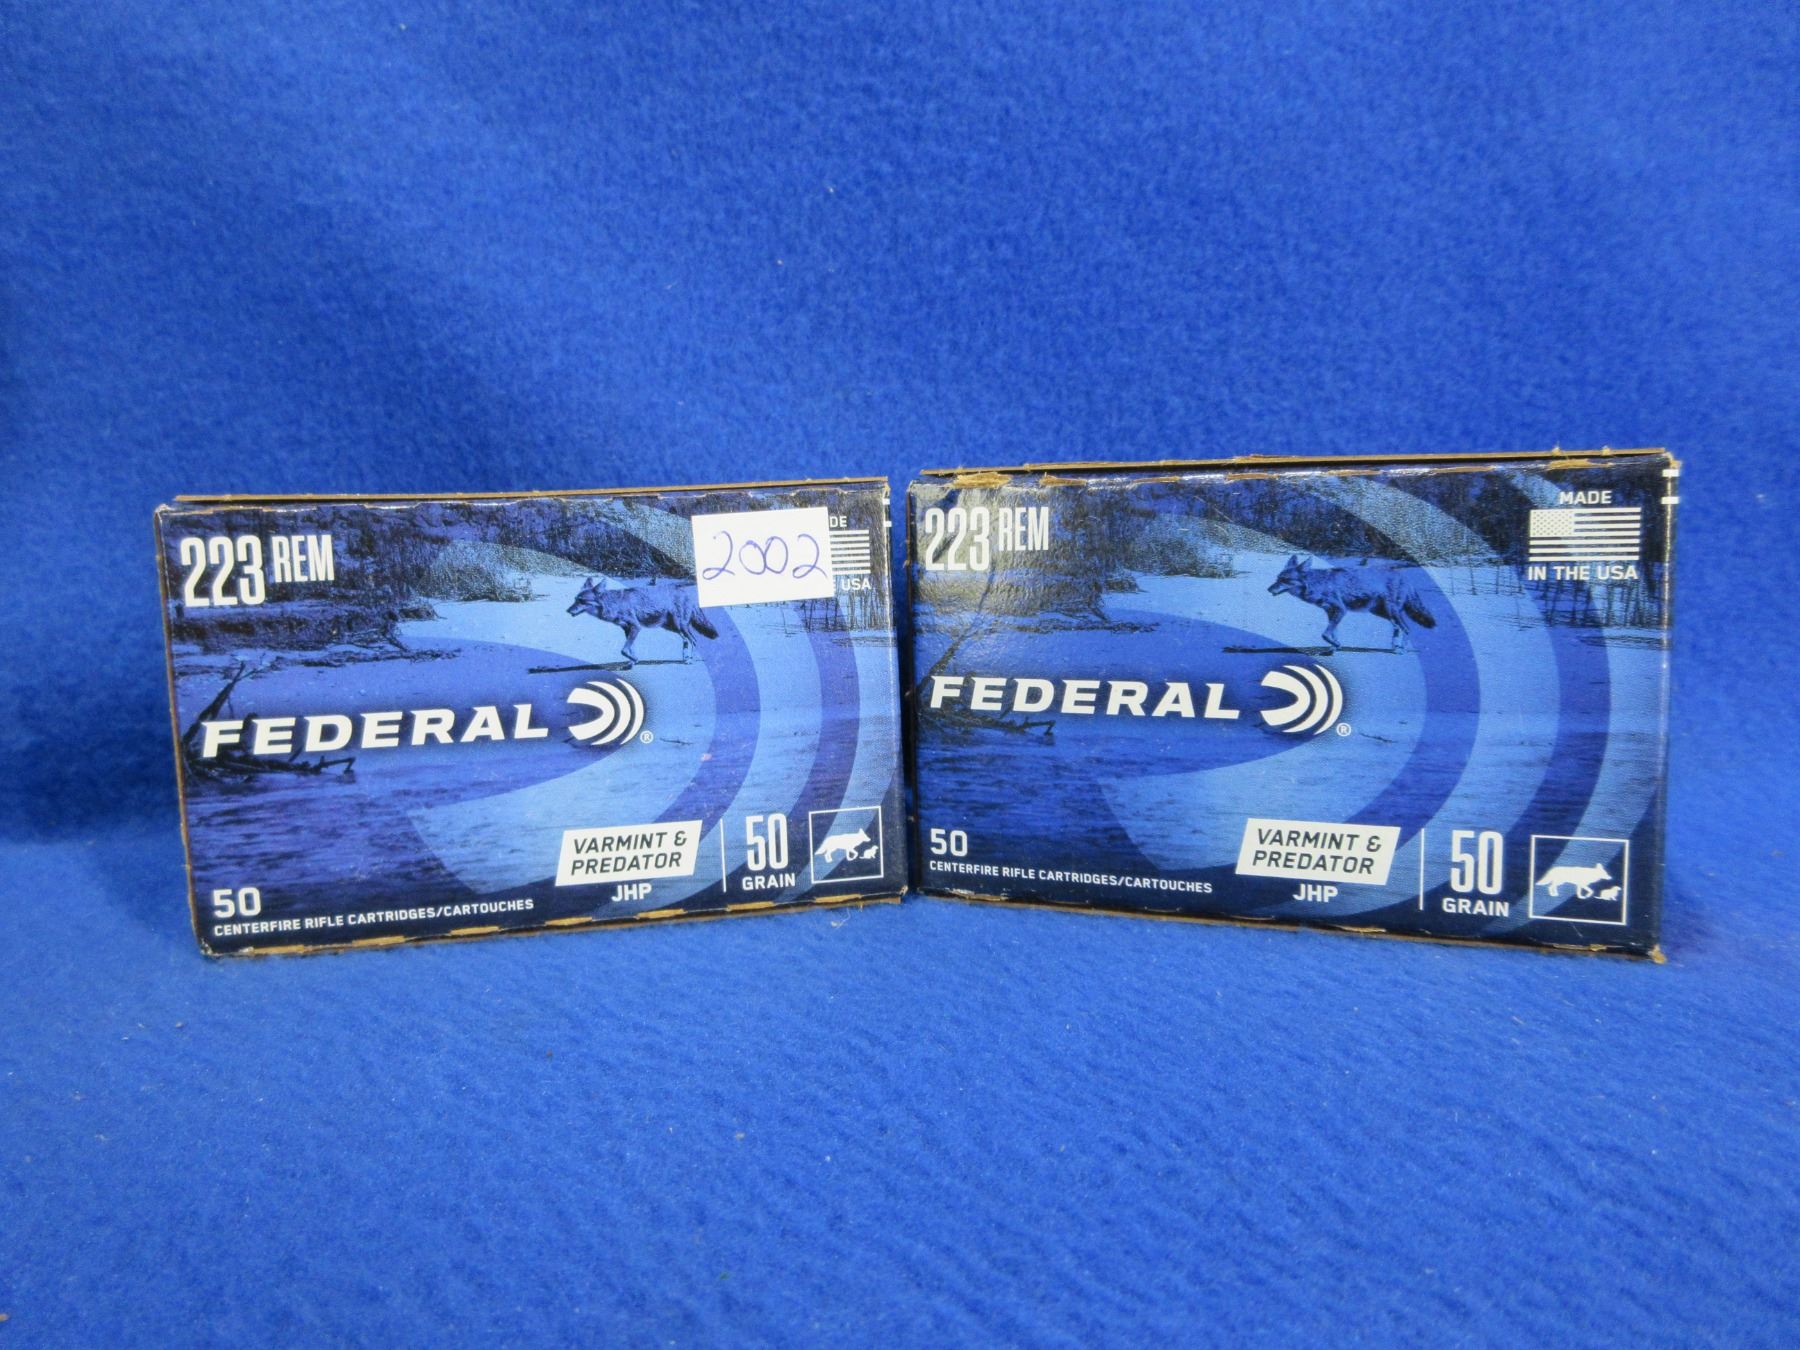 223 REM
2002
DE
USA
FEDERAL ®
VARMINT &
PREDATOR
JHP
50
GRAIN
50
CENTERFIRE RIFLE CARTRIDGES/CARTOUCHES
223 REM
MADE
IN THE USA
FEDERAL ®
50
CENTERFIRE RIFLE CARTRIDGES/CARTOUCHES
VARMINT &
PREDATOR
JHP
50
GRAIN